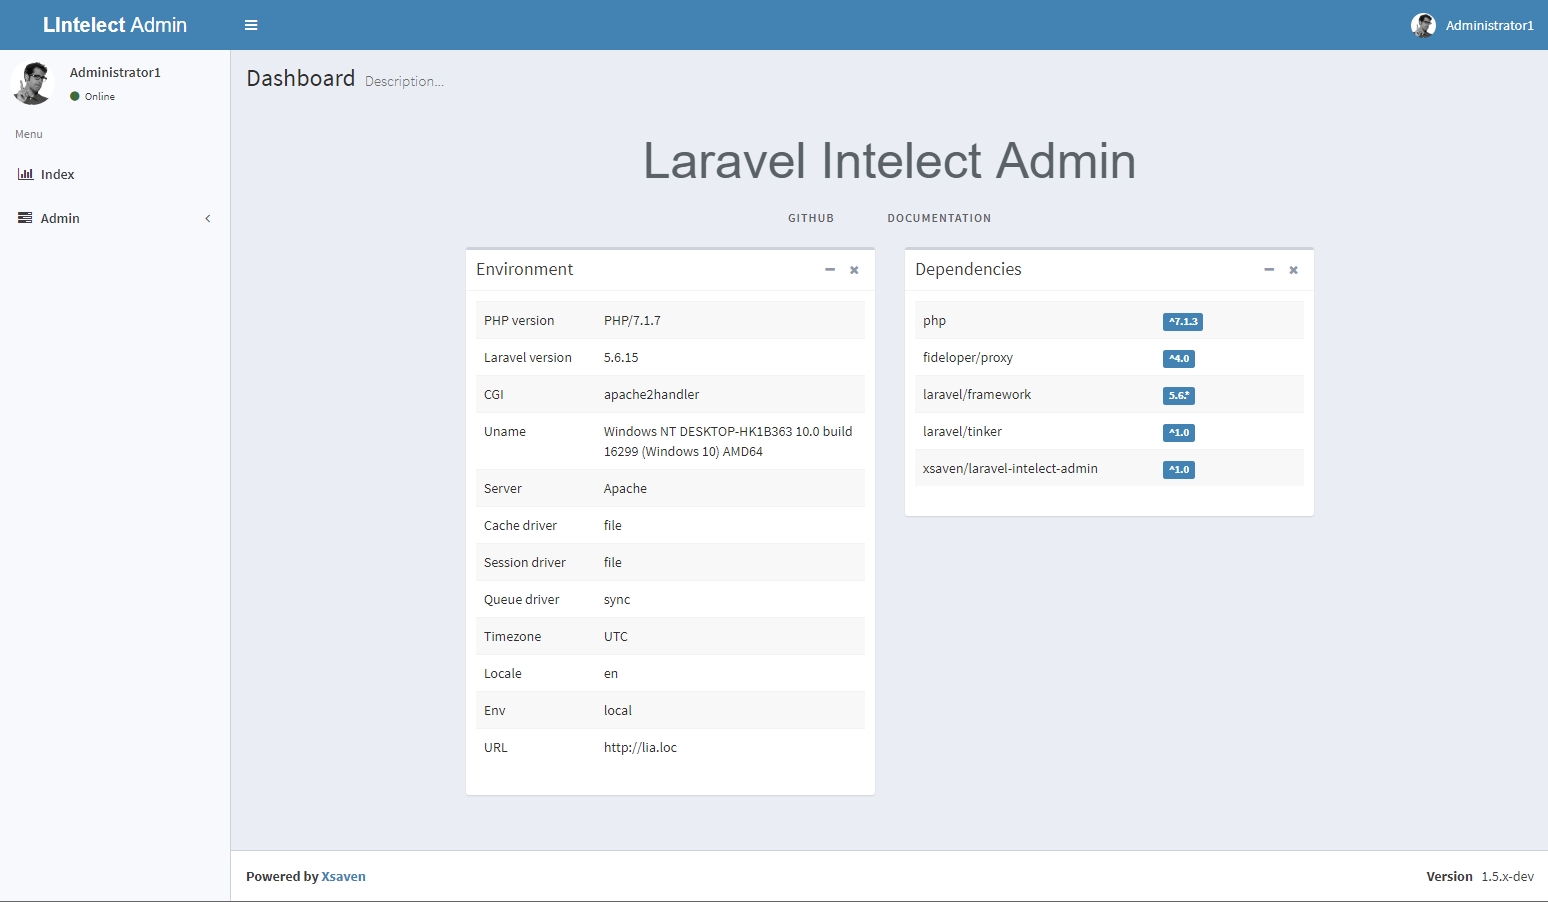 LIntelect Admin
Administrator1
Administrator1
Online
Menu
Index
Admin
Dashboard Description...
Laravel Intelect Admin
GITHUB DOCUMENTATION
Environment
PHP version PHP/7.1.7
Laravel version 5.6.15
CGI apache2handler
Uname Windows NT DESKTOP-HK1B363 10.0 build
16299 (Windows 10) AMD64
Server Apache
Cache driver file
Session driver file
Queue driver sync
Timezone UTC
Locale en
Env local
URL http://lia.loc
Dependencies
php ^7.1.3
fideloper/proxy ^4.0
laravel/framework 5.6.*
laravel/tinker ^1.0
xsaven/laravel-intelect-admin ^1.0
Powered by Xsaven
Version 1.5.x-dev